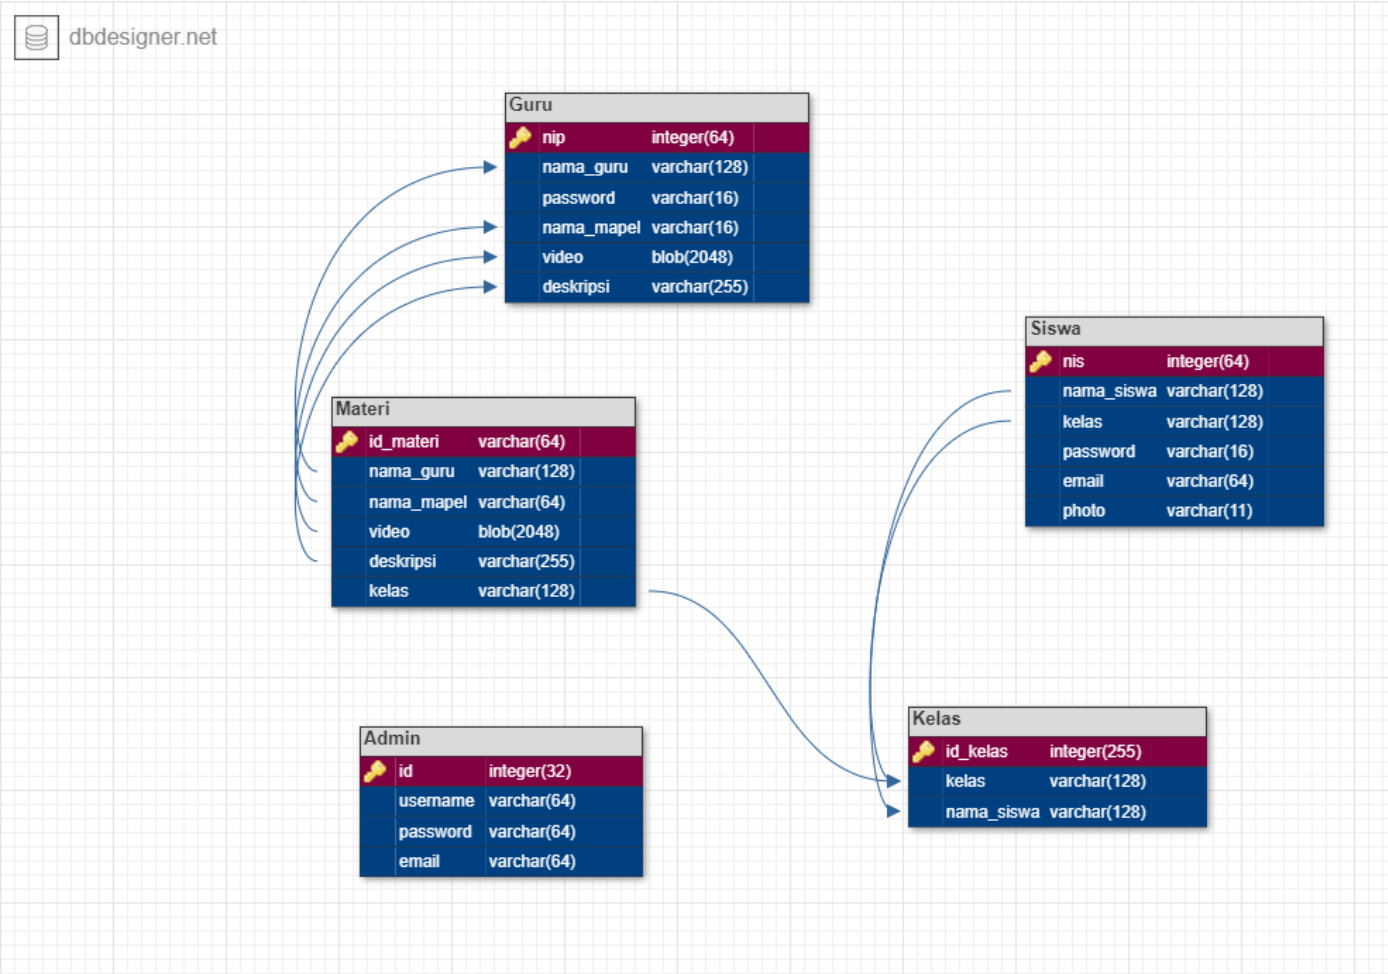 dbdesigner.net
Guru
nip integer(64)
nama_guru varchar(128)
password varchar(16)
nama_mapel varchar(16)
video blob(2048)
deskripsi varchar(255)
Siswa
nis integer(64)
nama_siswa varchar(128)
kelas varchar(128)
password varchar(16)
email varchar(64)
photo varchar(11)
Materi
id_materi varchar(64)
nama_guru varchar(128)
nama_mapel varchar(64)
video blob(2048)
deskripsi varchar(255)
kelas varchar(128)
Kelas
id_kelas integer(255)
kelas varchar(128)
nama_siswa varchar(128)
Admin
id integer(32)
username varchar(64)
password varchar(64)
email varchar(64)